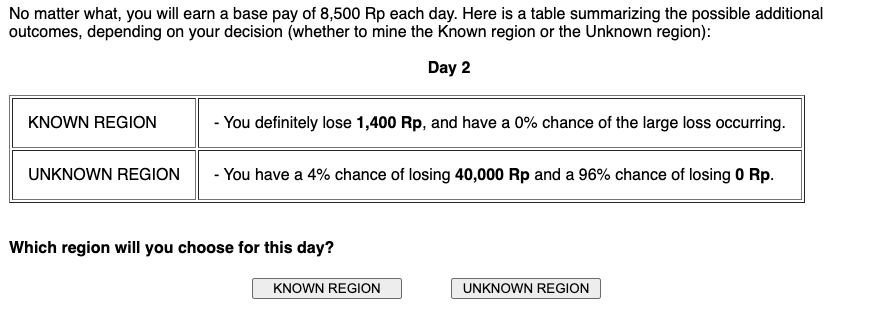 No matter what, you will earn a base pay of 8,500 Rp each day. Here is a table summarizing the possible additional
outcomes, depending on your decision (whether to mine the Known region or the Unknown region):
Day 2
KNOWN REGION - You definitely lose 1,400 Rp, and have a 0% chance of the large loss occurring.
UNKNOWN REGION - You have a 4% chance of losing 40,000 Rp and a 96% chance of losing 0 Rp.
Which region will you choose for this day?
KNOWN REGION UNKNOWN REGION